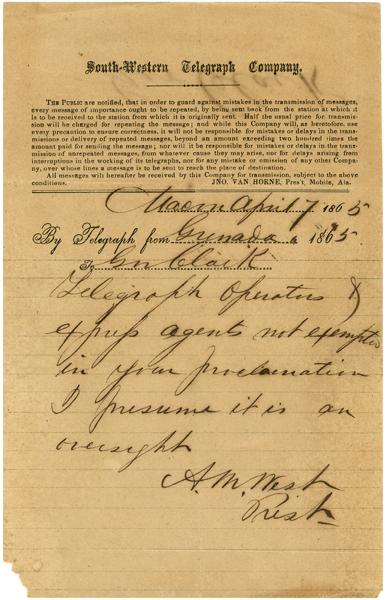 South-Western Telegraph Company.
THE PUBLIC are notified, that in order to guard against mistakes in the transmission of messages,
every message of importance ought to be repeated, by being sent back from the station at which it
is to be received to the station from which it is originally sent. Half the usual price for transmis-
sion will be charged for repeating the message; and while this Company will, as heretofore, use
every precaution to ensure correctness, it will not be responsible for mistakes or delays in the trans-
missions or delivery of repeated messages, beyond an amount exceeding two hundred times the
amount paid for sending the message; nor will it be responsible for mistakes or delays in the trans-
mission of unrepeated messages, from whatever cause they may arise, nor for delays arising from
interruptions in the working of its telegraphs, nor for any mistake or omission of any other Company,
over whose lines a message is to be sent to reach the place of destination.
All messages will hereafter be received by this Company for transmission, subject to the above
conditions. JNO. VAN HORNE, Pres't, Mobile, Ala.
Macon April 7 1865
By Telegraph from Grenada 6 1865
To Gov Clark
Telegraph Operators &
express agents not exempted
in your proclamation
I presume it is an
oversight
A. M. West
Prest